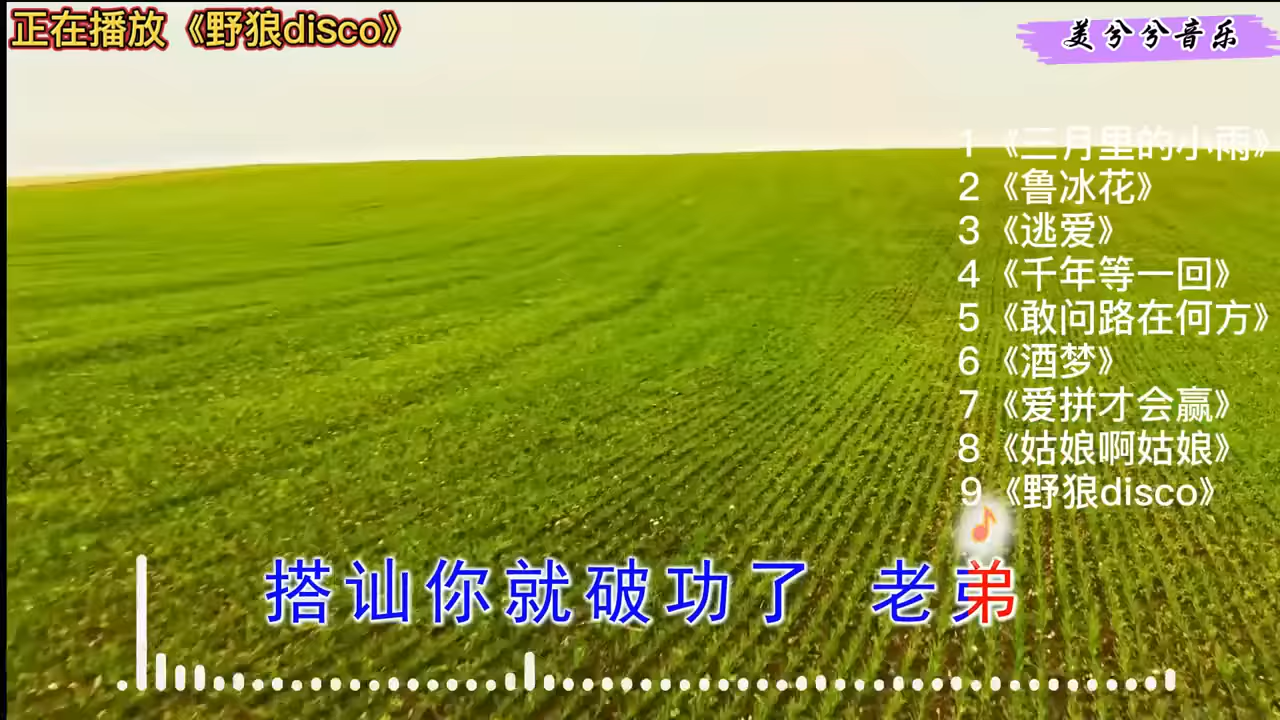 正在播放《野狼disco》
美兮兮音乐
1 《三月里的小雨》
2 《鲁冰花》
3 《逃爱》
4 《千年等一回》
5 《敢问路在何方》
6 《酒梦》
7 《爱拼才会赢》
8 《姑娘啊姑娘》
9 《野狼disco》
搭讪你就破功了 老弟